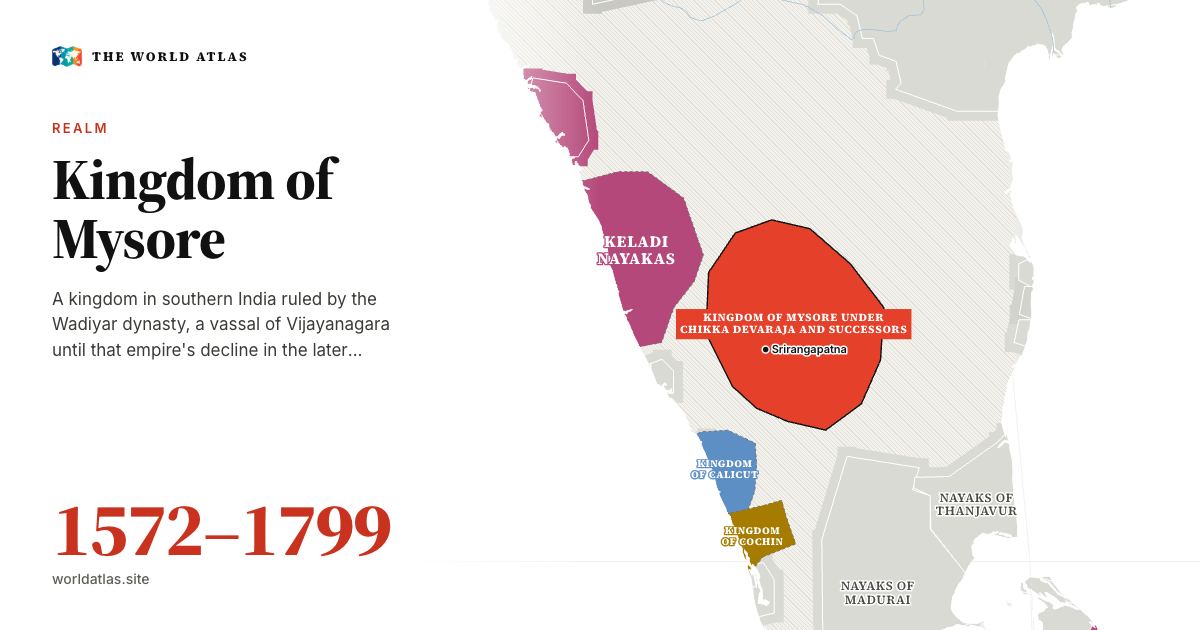 THE WORLD ATLAS
REALM
Kingdom of
Mysore
A kingdom in southern India ruled by the
Wadiyar dynasty, a vassal of Vijayanagara
until that empire's decline in the later...
1572–1799
worldatlas.site
KELADI
NAYAKAS
KINGDOM OF MYSORE UNDER
CHIKKA DEVARAJA AND SUCCESSORS
Srirangapatna
KINGDOM
OF CALICUT
KINGDOM
OF COCHIN
NAYAKS OF
THANJAVUR
NAYAKS OF
MADURAI